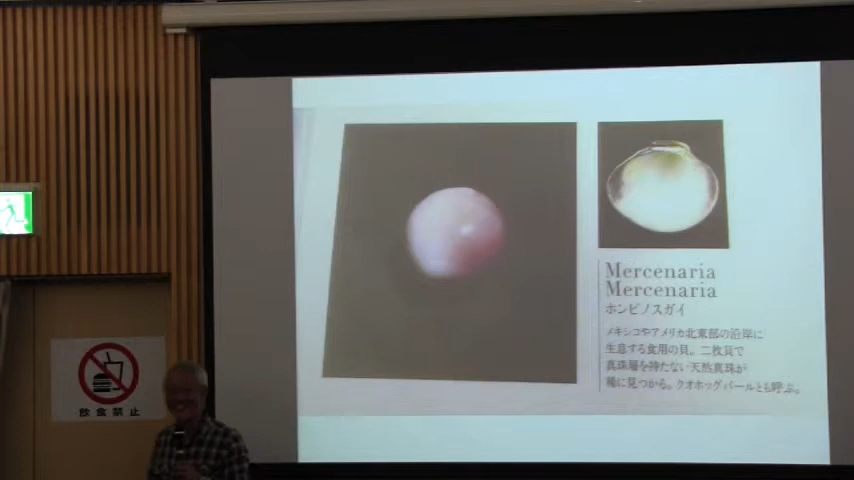 Mercenaria
Mercenaria
ホンビノスガイ
メキシコやアメリカ北東部の沿岸に
生息する食用の貝。二枚貝で
真珠層を持たない天然真珠が
稀に見つかる。クオホッグパールとも呼ぶ。
飲食禁止